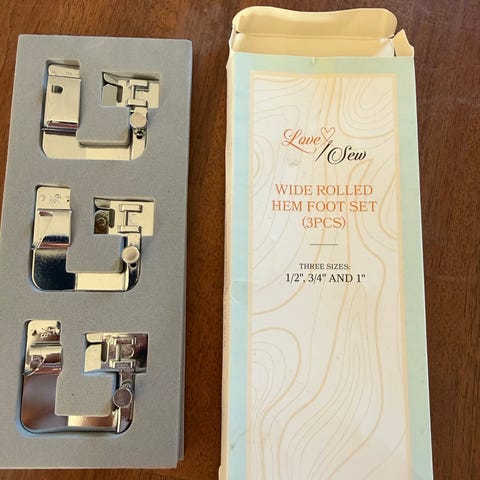 Love Sew
WIDE ROLLED
HEM FOOT SET
(3PCS)
THREE SIZES:
1/2", 3/4" AND 1"